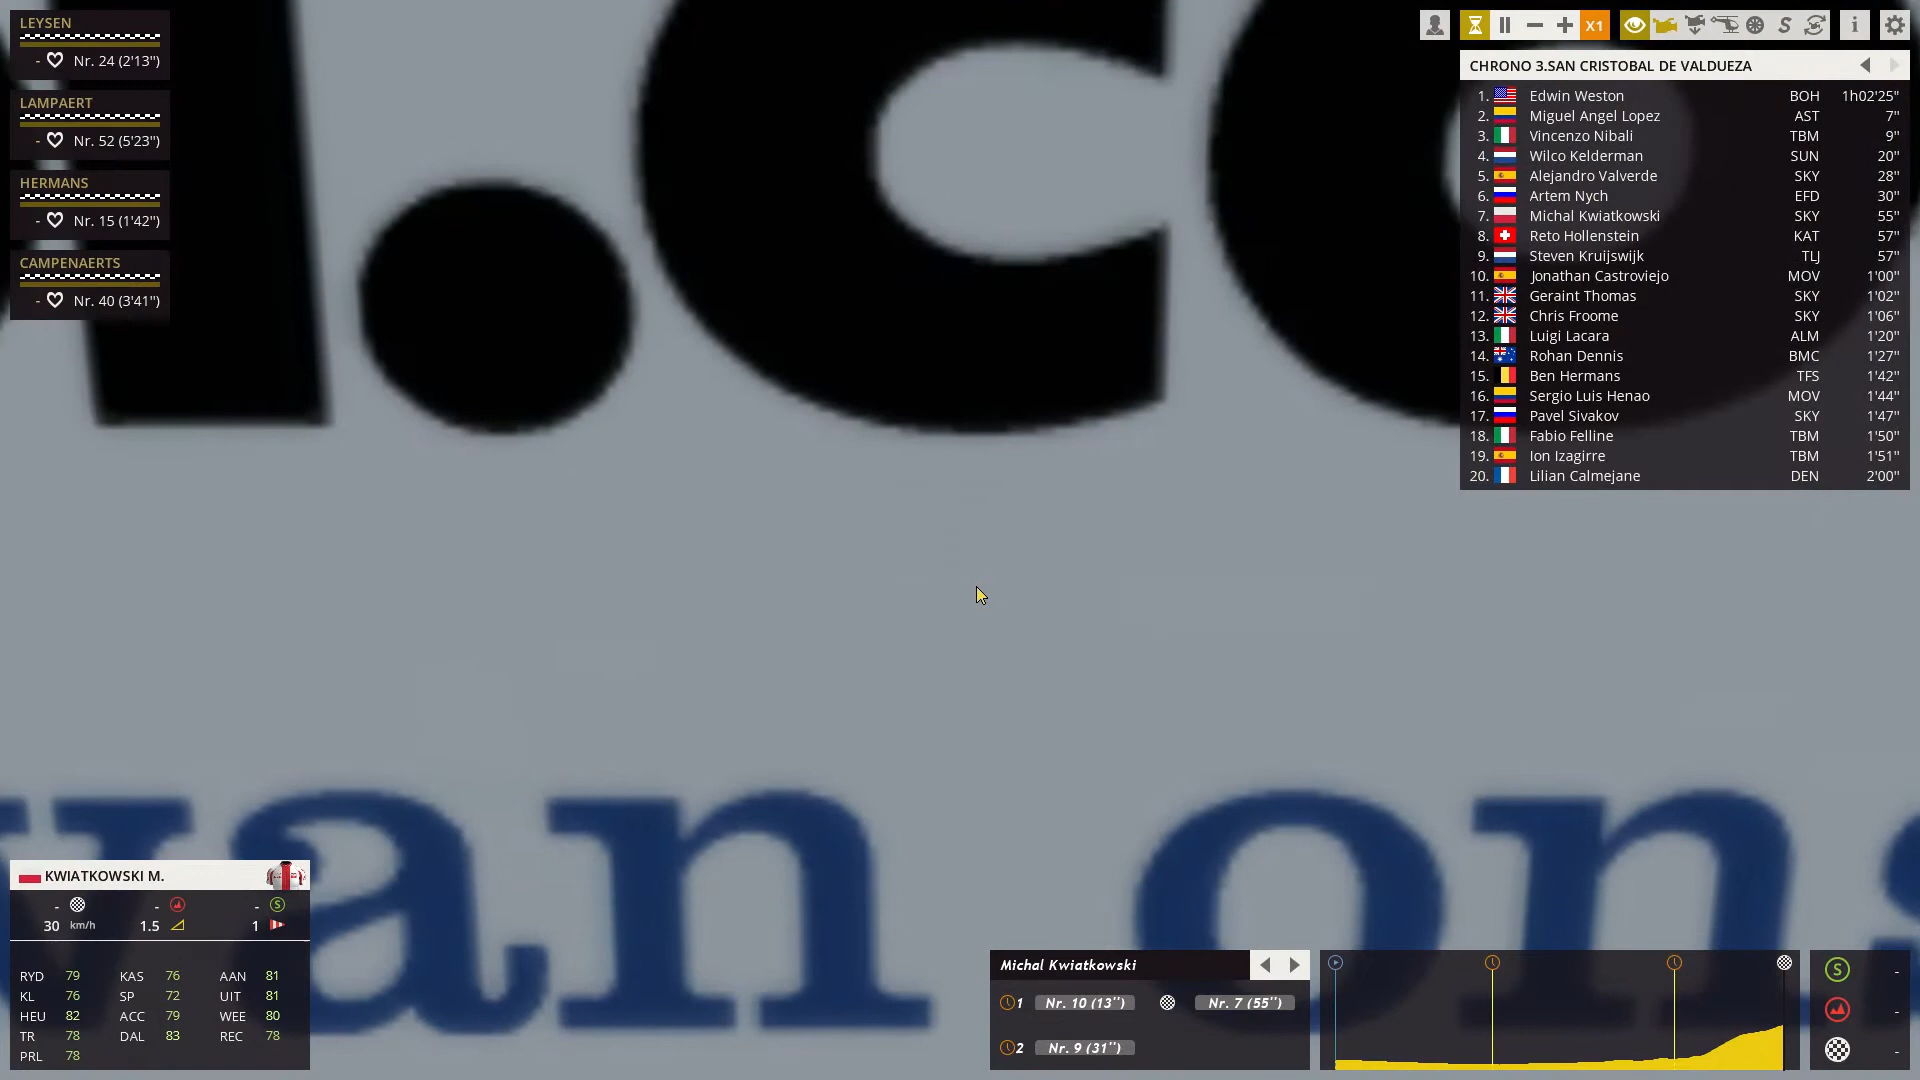 LEYSEN
- Nr. 24 (2'13'')
LAMPAERT
- Nr. 52 (5'23'')
HERMANS
- Nr. 15 (1'42'')
CAMPENAERTS
- Nr. 40 (3'41'')
X1
S
i
CHRONO 3.SAN CRISTOBAL DE VALDUEZA
1. Edwin Weston BOH 1h02'25''
2. Miguel Angel Lopez AST 7''
3. Vincenzo Nibali TBM 9''
4. Wilco Kelderman SUN 20''
5. Alejandro Valverde SKY 28''
6. Artem Nych EFD 30''
7. Michal Kwiatkowski SKY 55''
8. Reto Hollenstein KAT 57''
9. Steven Kruijswijk TLJ 57''
10. Jonathan Castroviejo MOV 1'00''
11. Geraint Thomas SKY 1'02''
12. Chris Froome SKY 1'06''
13. Luigi Lacara ALM 1'20''
14. Rohan Dennis BMC 1'27''
15. Ben Hermans TFS 1'42''
16. Sergio Luis Henao MOV 1'44''
17. Pavel Sivakov SKY 1'47''
18. Fabio Felline TBM 1'50''
19. Ion Izagirre TBM 1'51''
20. Lilian Calmejane DEN 2'00''
.co
van ons
KWIATKOWSKI M.
- - - S
30 km/h 1.5 1
RYD 79 KAS 76 AAN 81
KL 76 SP 72 UIT 81
HEU 82 ACC 79 WEE 80
TR 78 DAL 83 REC 78
PRL 78
Michal Kwiatkowski
1 Nr. 10 (13'') Nr. 7 (55'')
2 Nr. 9 (31'')
S -
-
-